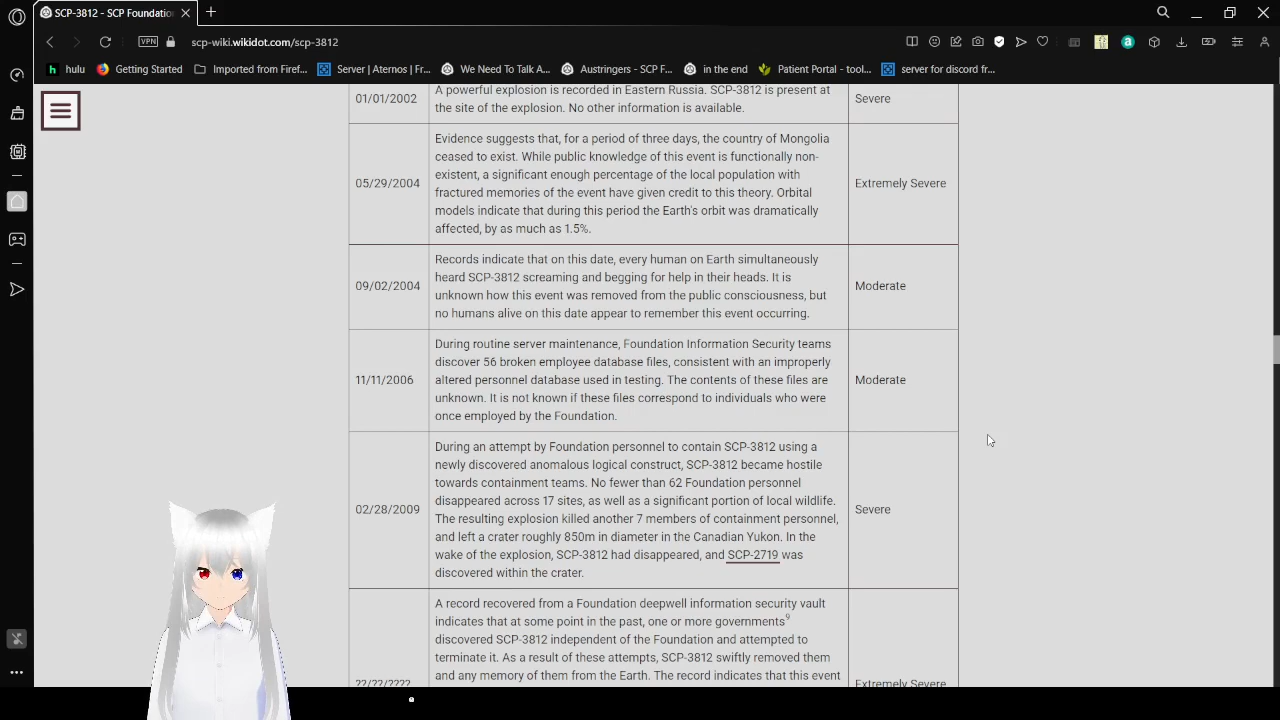 SCP-3812 - SCP Foundatio
scp-wiki.wikidot.com/scp-3812
VPN
hulu
Getting Started
Imported from Firef...
Server | Aternos | Fr...
We Need To Talk A...
Austringers - SCP F...
in the end
Patient Portal - tool...
server for discord fr...
01/01/2002
A powerful explosion is recorded in Eastern Russia. SCP-3812 is present at
the site of the explosion. No other information is available.
Severe
05/29/2004
Evidence suggests that, for a period of three days, the country of Mongolia
ceased to exist. While public knowledge of this event is functionally non-
existent, a significant enough percentage of the local population with
fractured memories of the event have given credit to this theory. Orbital
models indicate that during this period the Earth's orbit was dramatically
affected, by as much as 1.5%.
Extremely Severe
09/02/2004
Records indicate that on this date, every human on Earth simultaneously
heard SCP-3812 screaming and begging for help in their heads. It is
unknown how this event was removed from the public consciousness, but
no humans alive on this date appear to remember this event occurring.
Moderate
11/11/2006
During routine server maintenance, Foundation Information Security teams
discover 56 broken employee database files, consistent with an improperly
altered personnel database used in testing. The contents of these files are
unknown. It is not known if these files correspond to individuals who were
once employed by the Foundation.
Moderate
02/28/2009
During an attempt by Foundation personnel to contain SCP-3812 using a
newly discovered anomalous logical construct, SCP-3812 became hostile
towards containment teams. No fewer than 62 Foundation personnel
disappeared across 17 sites, as well as a significant portion of local wildlife.
The resulting explosion killed another 7 members of containment personnel,
and left a crater roughly 850m in diameter in the Canadian Yukon. In the
wake of the explosion, SCP-3812 had disappeared, and SCP-2719 was
discovered within the crater.
Severe
??/??/????
A record recovered from a Foundation deepwell information security vault
indicates that at some point in the past, one or more governments9
discovered SCP-3812 independent of the Foundation and attempted to
terminate it. As a result of these attempts, SCP-3812 swiftly removed them
and any memory of them from the Earth. The record indicates that this event
Extremely Severe